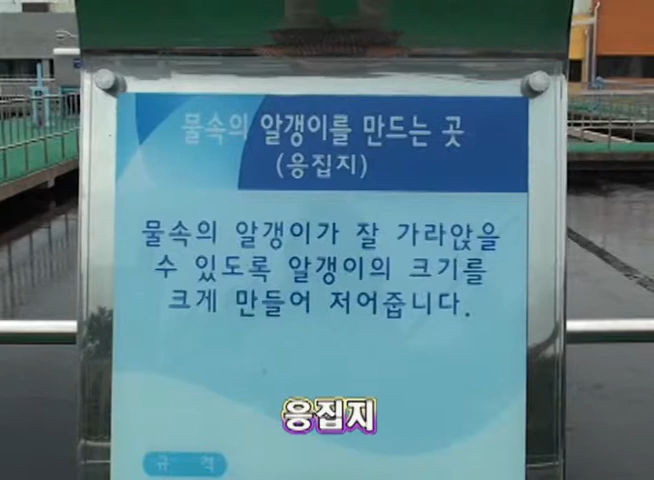 물속의 알갱이를 만드는 곳
(응집지)
물속의 알갱이가 잘 가라앉을
수 있도록 알갱이의 크기를
크게 만들어 저어줍니다.
응집지
규 격